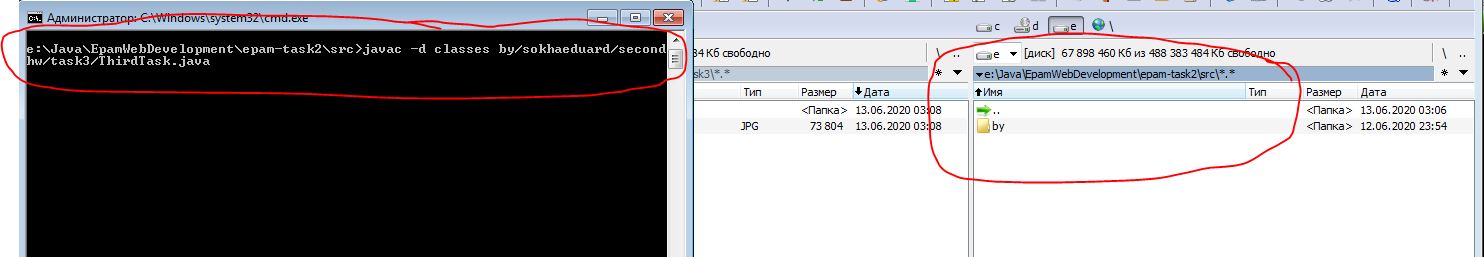 Администратор: C:\Windows\system32\cmd.exe
e:\Java\EpamWebDevelopment\epam-task2\src>javac -d classes by/sokhaeduard/second
hw/task3/ThirdTask.java
c d e \
84 Кб свободно \ ..
e [диск] 67 898 460 Кб из 488 383 484 Кб свободно \ ..
sk3\*.* *
e:\Java\EpamWebDevelopment\epam-task2\src\*.* *
Тип Размер Дата
<Папка> 13.06.2020 03:08
JPG 73 804 13.06.2020 03:08
Имя Тип Размер Дата
.. <Папка> 13.06.2020 03:06
by <Папка> 12.06.2020 23:54